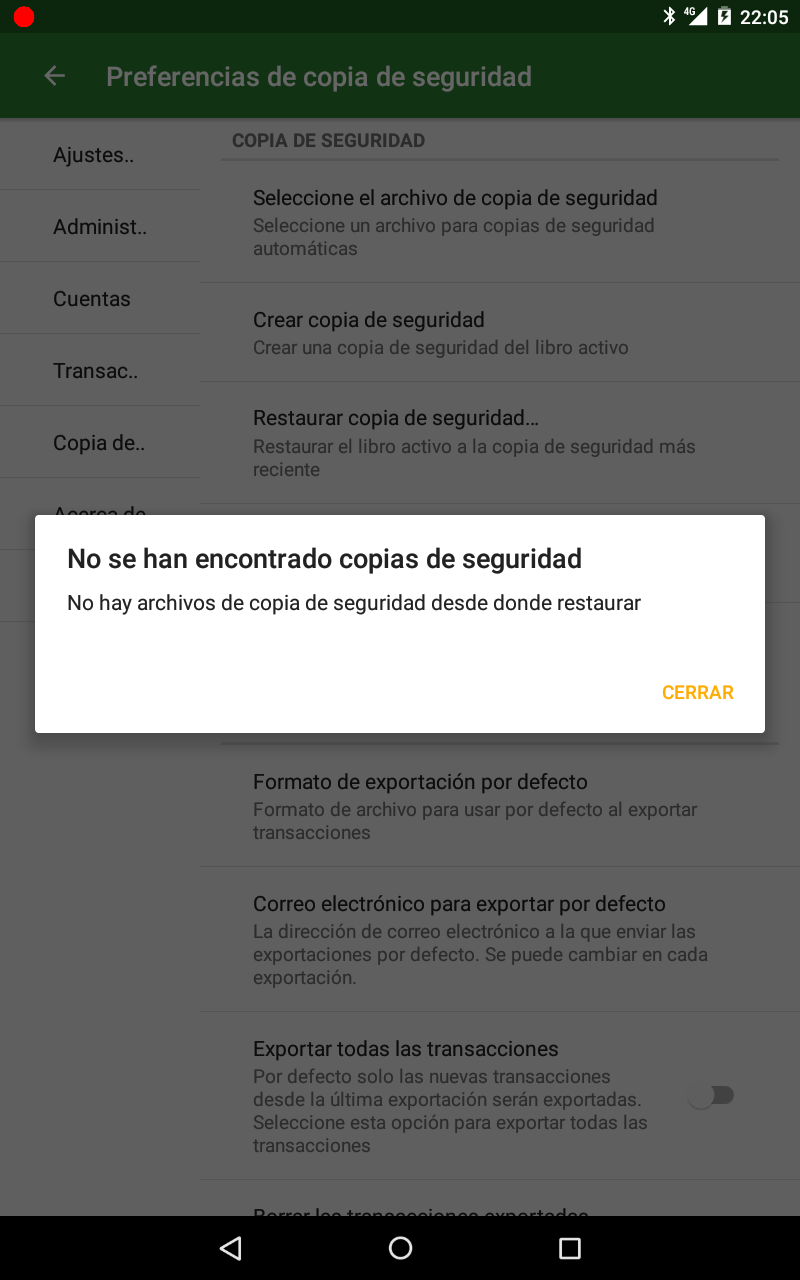 4G 22:05
Preferencias de copia de seguridad
Ajustes..
Administ..
Cuentas
Transac..
Copia de..
Acerca de
COPIA DE SEGURIDAD
Seleccione el archivo de copia de seguridad
Seleccione un archivo para copias de seguridad
automáticas
Crear copia de seguridad
Crear una copia de seguridad del libro activo
Restaurar copia de seguridad…
Restaurar el libro activo a la copia de seguridad más
reciente
No se han encontrado copias de seguridad
No hay archivos de copia de seguridad desde donde restaurar
CERRAR
Formato de exportación por defecto
Formato de archivo para usar por defecto al exportar
transacciones
Correo electrónico para exportar por defecto
La dirección de correo electrónico a la que enviar las
exportaciones por defecto. Se puede cambiar en cada
exportación.
Exportar todas las transacciones
Por defecto solo las nuevas transacciones
desde la última exportación serán exportadas.
Seleccione esta opción para exportar todas las
transacciones
Borrar las transacciones exportadas